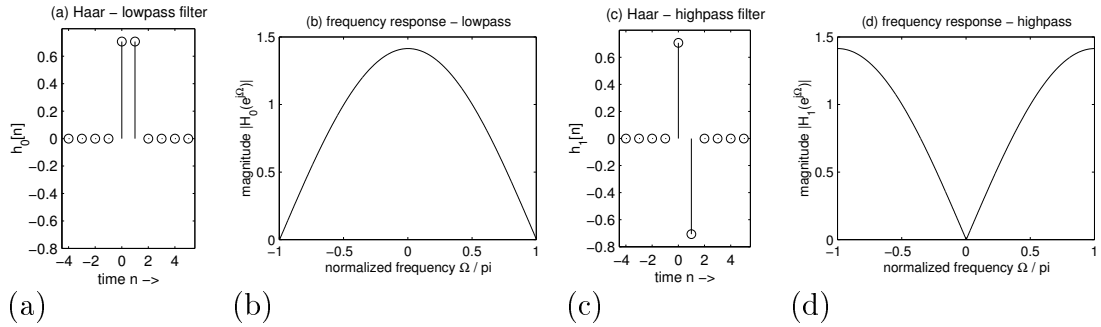 (a) Haar − lowpass filter
0.6
0.4
0.2
0
−0.2
−0.4
−0.6
−0.8
h0[n]
−4 −2 0 2 4
time n −>
(a)
(b) frequency response − lowpass
1.5
1
0.5
0
magnitude |H0(e^jΩ)|
−1 −0.5 0 0.5 1
normalized frequency Ω / pi
(b)
(c) Haar − highpass filter
0.6
0.4
0.2
0
−0.2
−0.4
−0.6
−0.8
h1[n]
−4 −2 0 2 4
time n −>
(c)
(d) frequency response − highpass
1.5
1
0.5
0
magnitude |H1(e^jΩ)|
−1 −0.5 0 0.5 1
normalized frequency Ω / pi
(d)